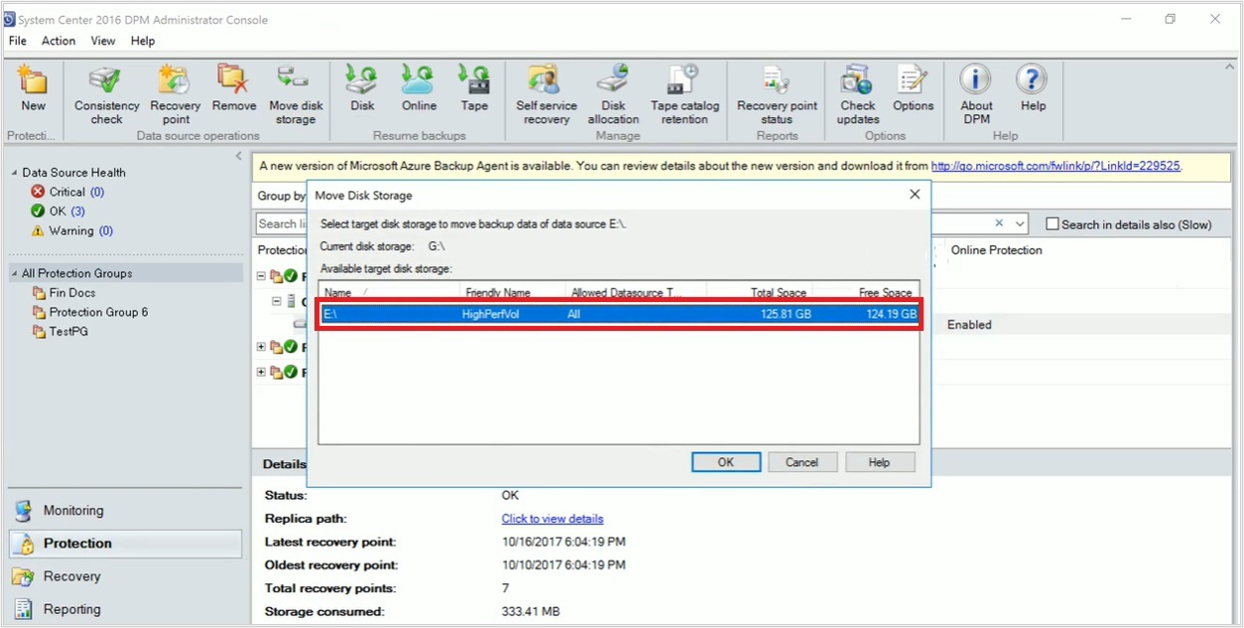 System Center 2016 DPM Administrator Console
File Action View Help
New
Consistency check
Recovery point
Remove
Move disk storage
Disk
Online
Tape
Self service recovery
Disk allocation
Tape catalog retention
Recovery point status
Check updates
Options
About DPM
Help
Protecti...
Data source operations
Resume backups
Manage
Reports
Options
Help
Data Source Health
Critical (0)
OK (3)
Warning (0)
All Protection Groups
Fin Docs
Protection Group 6
TestPG
Monitoring
Protection
Recovery
Reporting
A new version of Microsoft Azure Backup Agent is available. You can review details about the new version and download it from http://go.microsoft.com/fwlink/p/?LinkId=229525.
Group by
Search li
Search in details also (Slow)
Protection
Online Protection
Enabled
Move Disk Storage
Select target disk storage to move backup data of data source E:\.
Current disk storage: G:\
Available target disk storage:
Name / Friendly Name Allowed Datasource T... Total Space Free Space
E:\ HighPerfVol All 125.81 GB 124.19 GB
OK Cancel Help
Details
Status: OK
Replica path: Click to view details
Latest recovery point: 10/16/2017 6:04:19 PM
Oldest recovery point: 10/10/2017 6:04:19 PM
Total recovery points: 7
Storage consumed: 333.41 MB